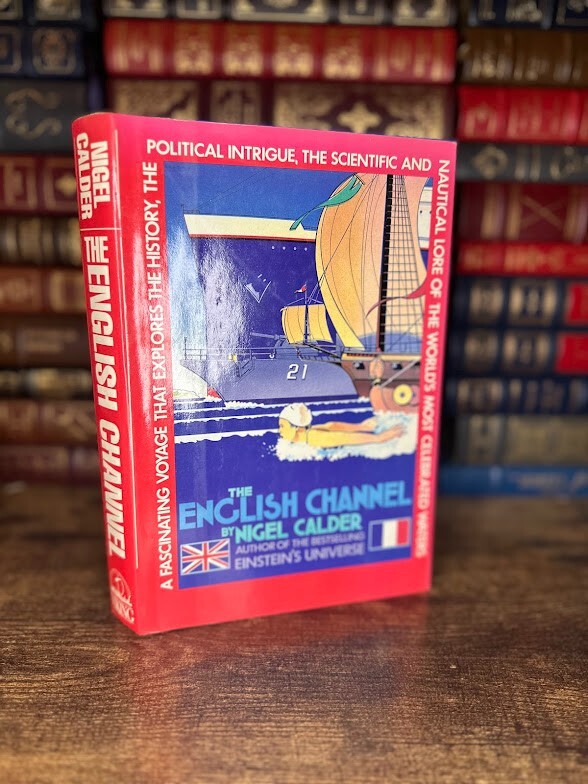 NIGEL
CALDER
THE ENGLISH CHANNEL
VIKING
A FASCINATING VOYAGE THAT EXPLORES THE HISTORY, THE
POLITICAL INTRIGUE, THE SCIENTIFIC AND
NAUTICAL LORE OF THE WORLD'S MOST CELEBRATED WATERS
21
THE
ENGLISH CHANNEL
BY NIGEL CALDER
AUTHOR OF THE BESTSELLING
EINSTEIN'S UNIVERSE